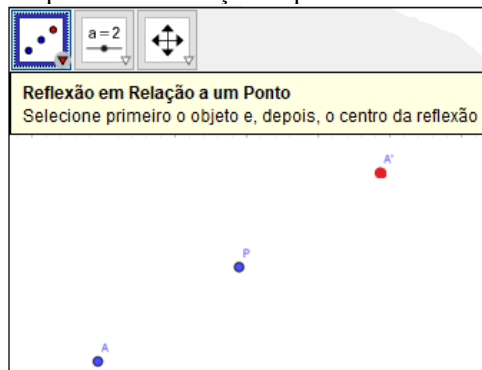 a = 2
Reflexão em Relação a um Ponto
Selecione primeiro o objeto e, depois, o centro da reflexão
A'
P
A